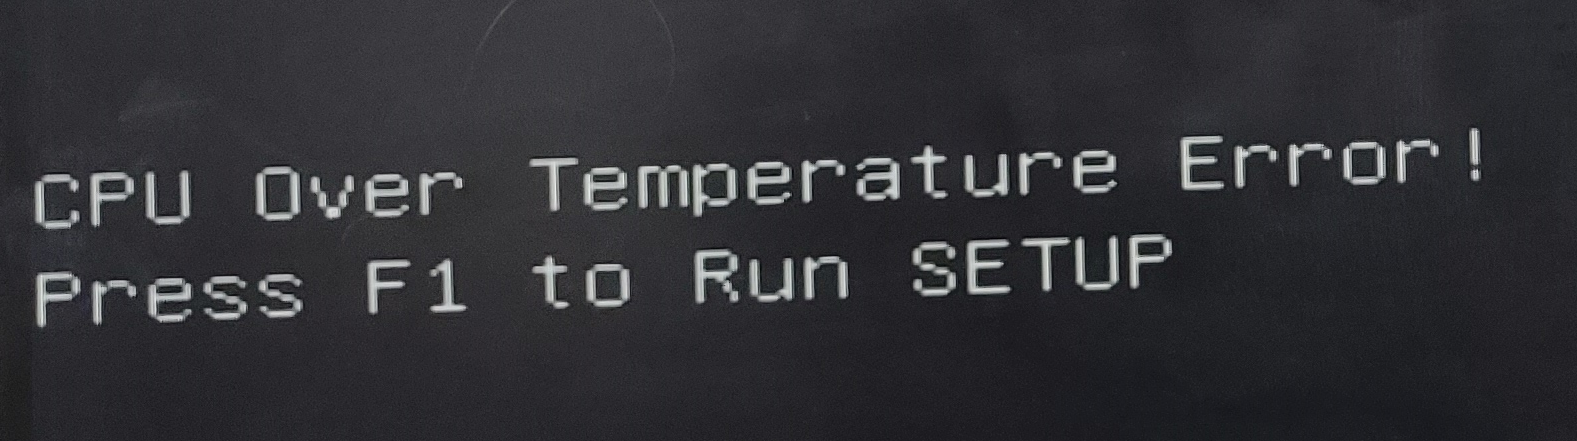 CPU Over Temperature Error!
Press F1 to Run SETUP